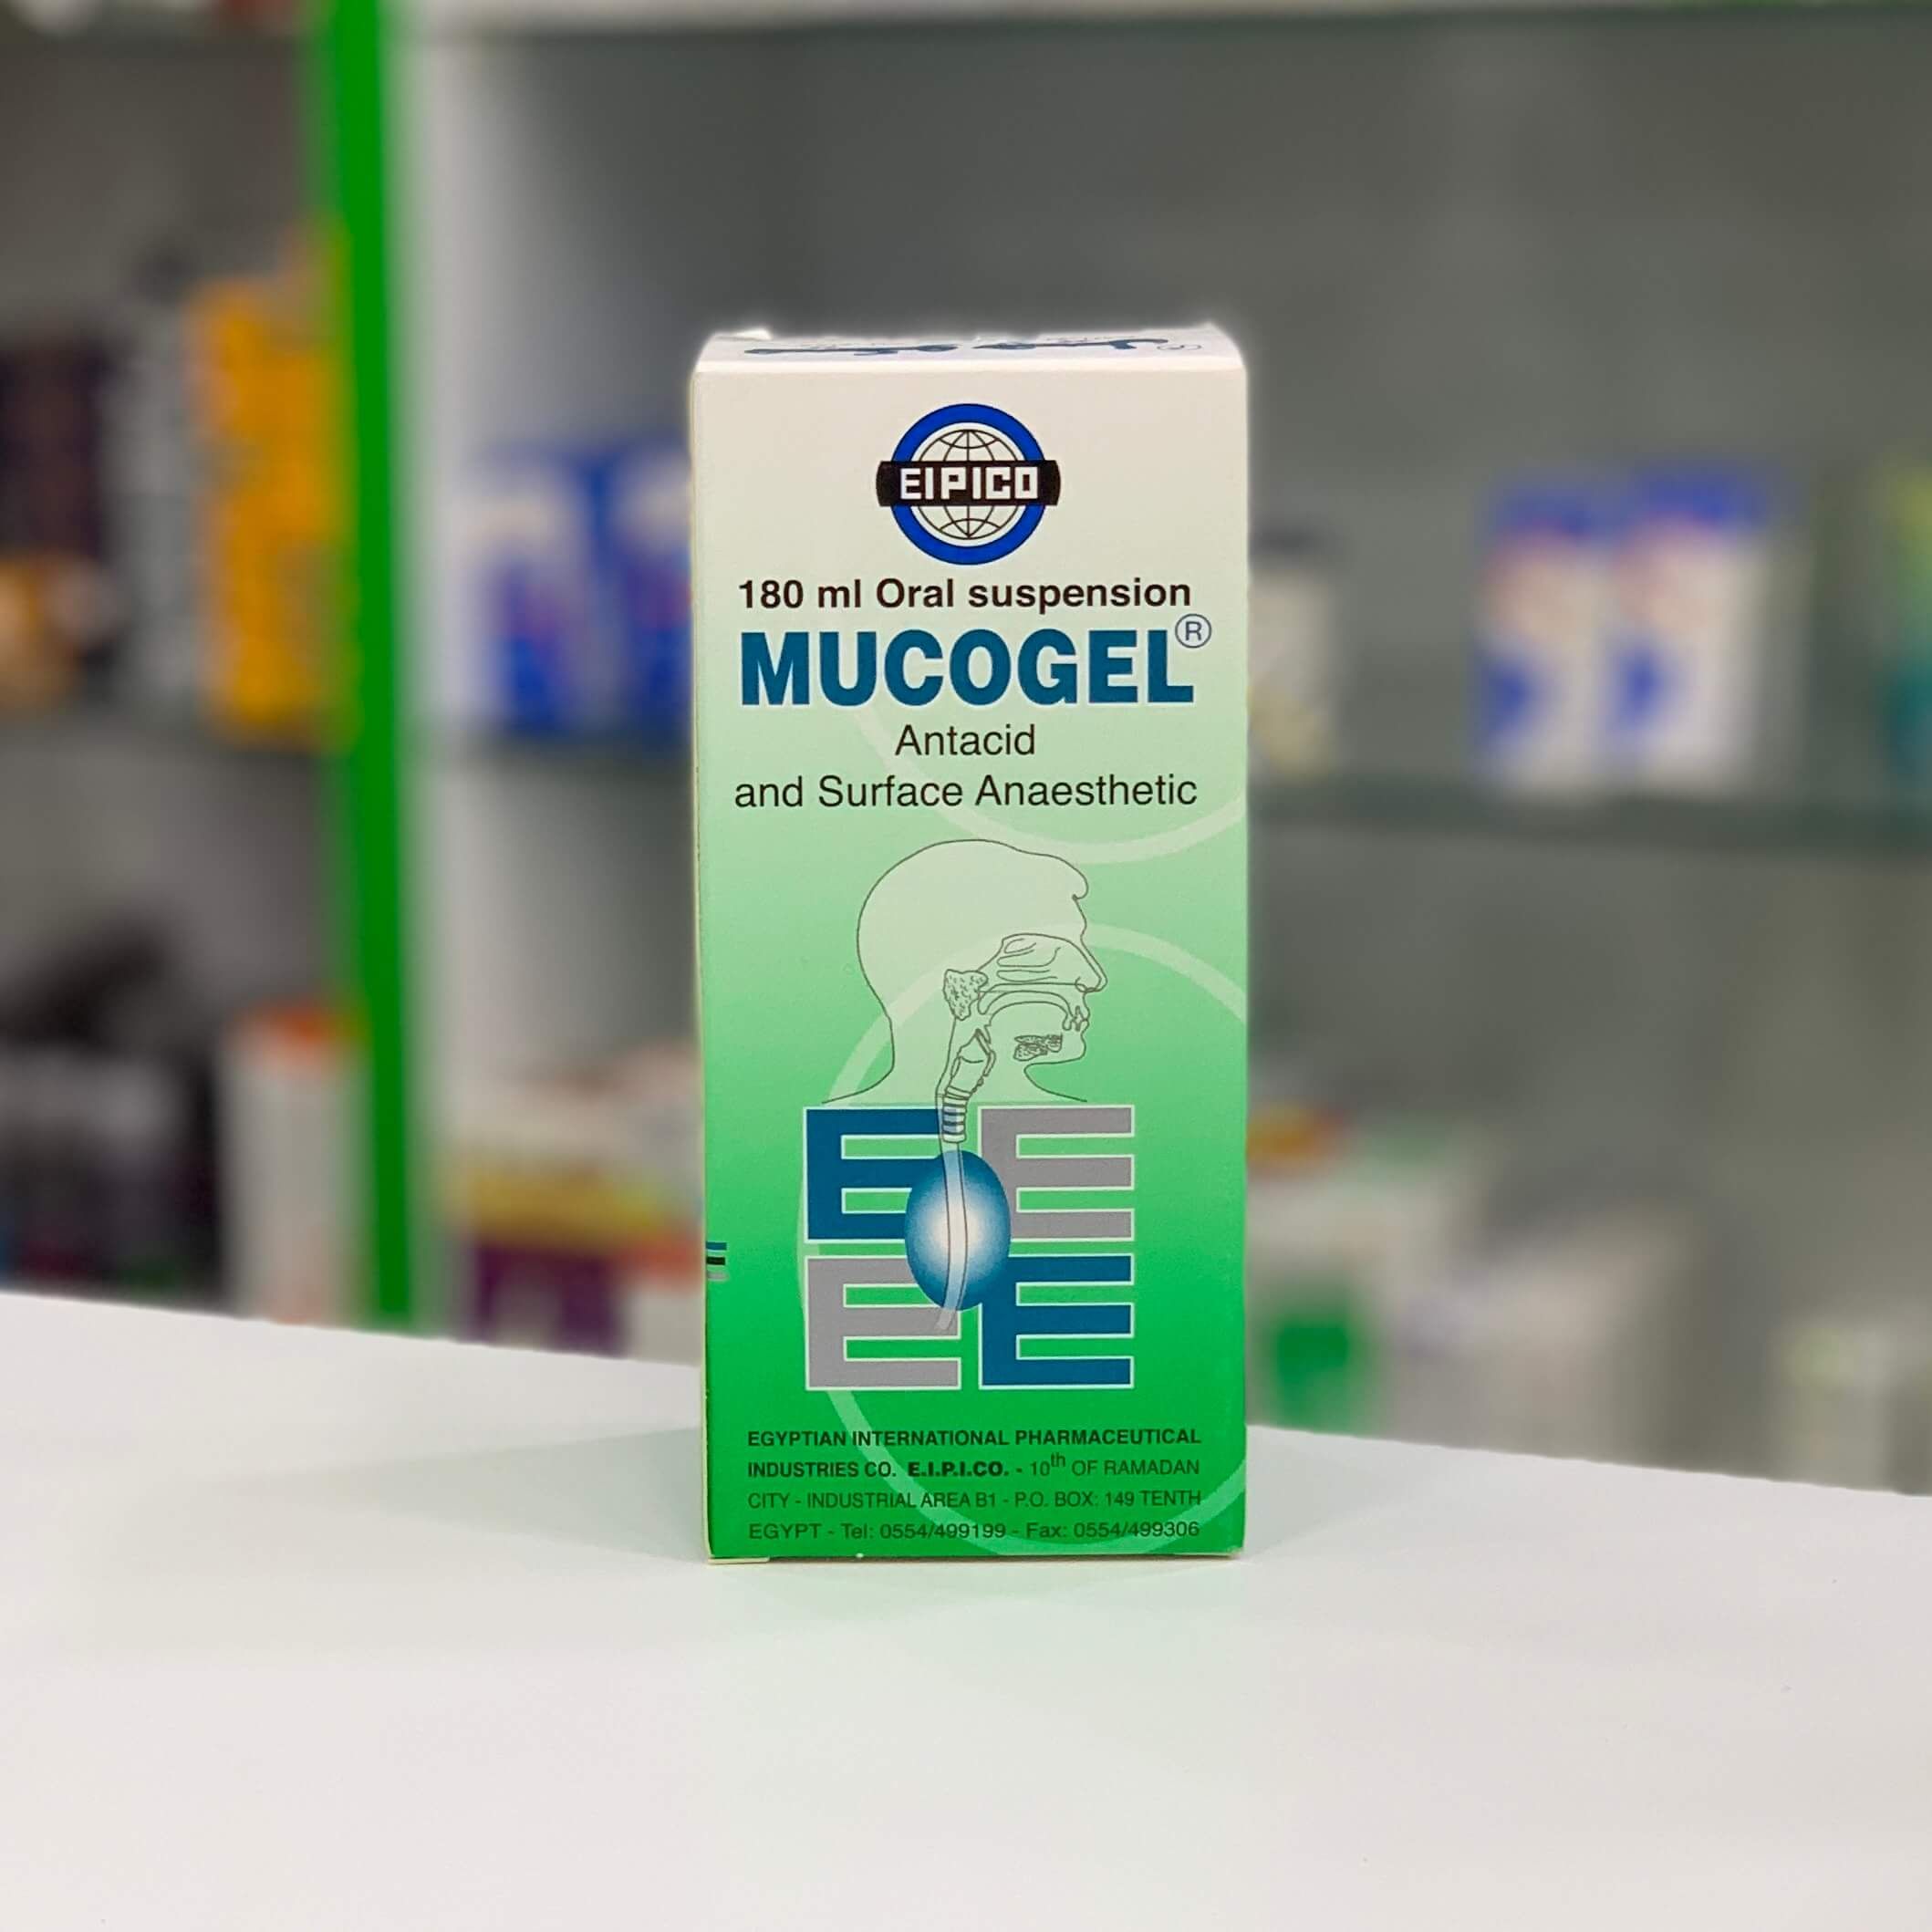 EIPICO
180 ml Oral suspension
MUCOGEL®
Antacid
and Surface Anaesthetic
E E
E E
EGYPTIAN INTERNATIONAL PHARMACEUTICAL
INDUSTRIES CO. E.I.P.I.CO. - 10th OF RAMADAN
CITY - INDUSTRIAL AREA B1 - P.O. BOX: 149 TENTH
EGYPT - Tel: 0554/499199 - Fax: 0554/499306